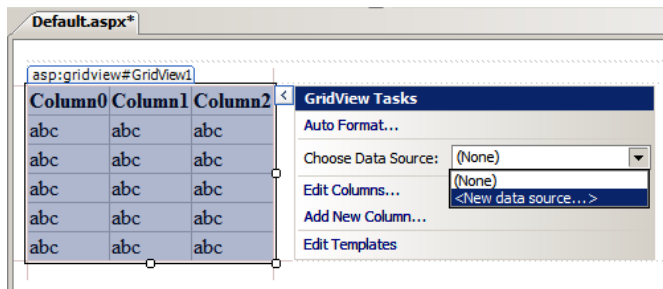 Default.aspx*
asp:gridview#GridView1
Column0 Column1 Column2
abc abc abc
abc abc abc
abc abc abc
abc abc abc
abc abc abc
<
GridView Tasks
Auto Format...
Choose Data Source: (None)
(None)
<New data source...>
Edit Columns...
Add New Column...
Edit Templates